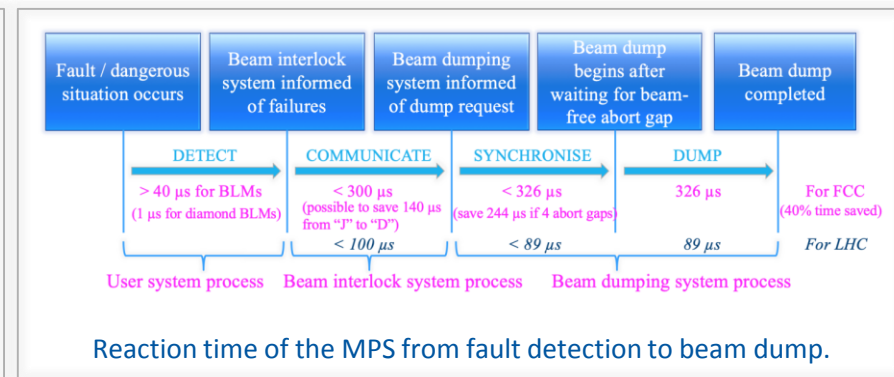 Fault / dangerous
situation occurs
Beam interlock
system informed
of failures
Beam dumping
system informed
of dump request
Beam dump
begins after
waiting for beam-
free abort gap
Beam dump
completed
DETECT
COMMUNICATE
SYNCHRONISE
DUMP
> 40 µs for BLMs
(1 µs for diamond BLMs)
< 300 µs
(possible to save 140 µs
from “J” to “D”)
< 100 µs
< 326 µs
(save 244 µs if 4 abort gaps)
< 89 µs
326 µs
89 µs
For FCC
(40% time saved)
For LHC
User system process
Beam interlock system process
Beam dumping system process
Reaction time of the MPS from fault detection to beam dump.